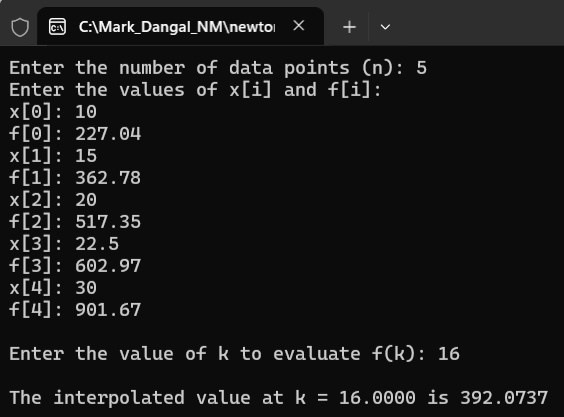 C:\Mark_Dangal_NM\newto
Enter the number of data points (n): 5
Enter the values of x[i] and f[i]:
x[0]: 10
f[0]: 227.04
x[1]: 15
f[1]: 362.78
x[2]: 20
f[2]: 517.35
x[3]: 22.5
f[3]: 602.97
x[4]: 30
f[4]: 901.67
Enter the value of k to evaluate f(k): 16
The interpolated value at k = 16.0000 is 392.0737